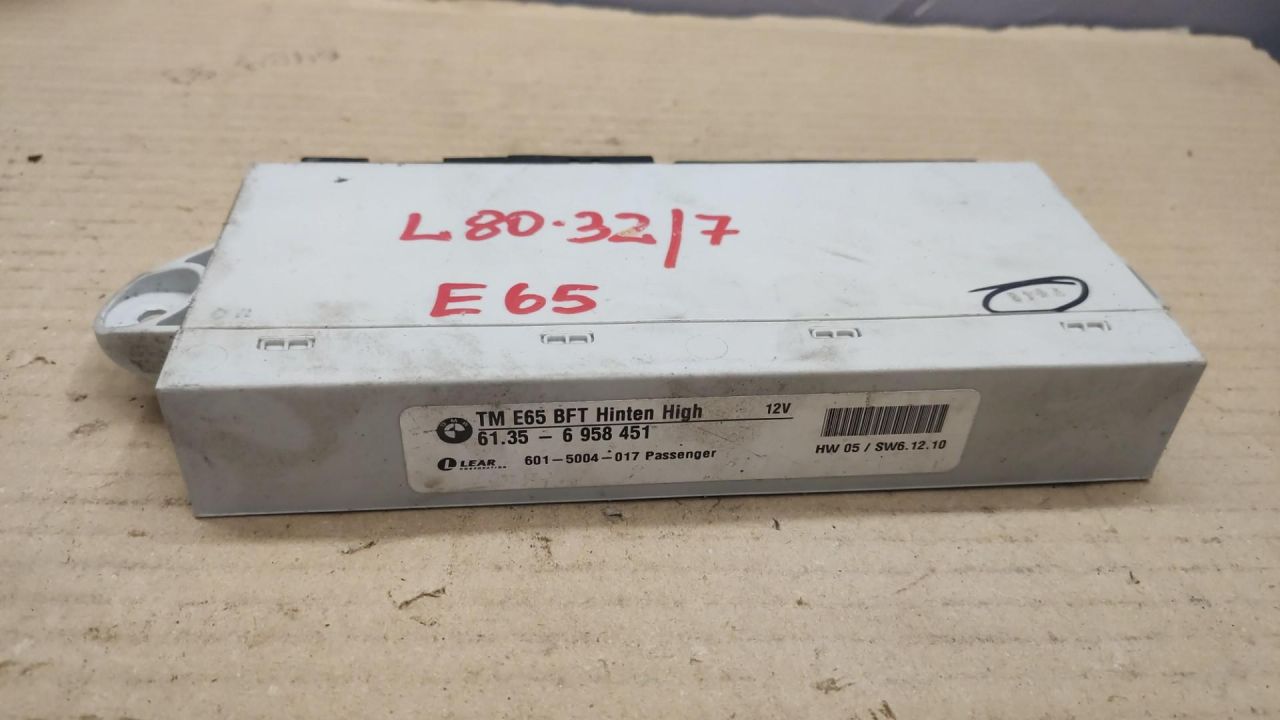 L80.32/7
E65
TM E65 BFT Hinten High 12V
61.35 – 6 958 451
HW 05 / SW6.12.10
LEAR 601–5004–017 Passenger
CORPORATION